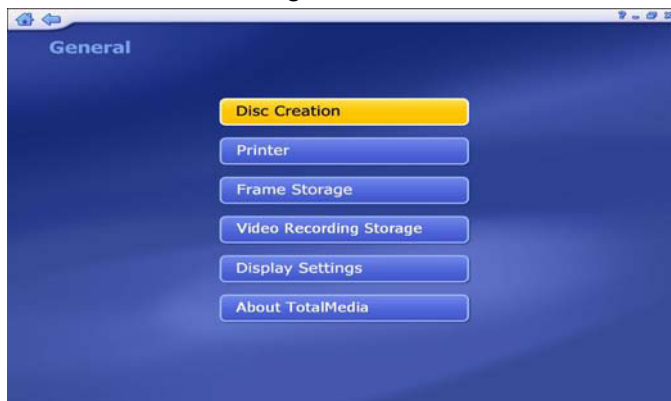 General
Disc Creation
Printer
Frame Storage
Video Recording Storage
Display Settings
About TotalMedia